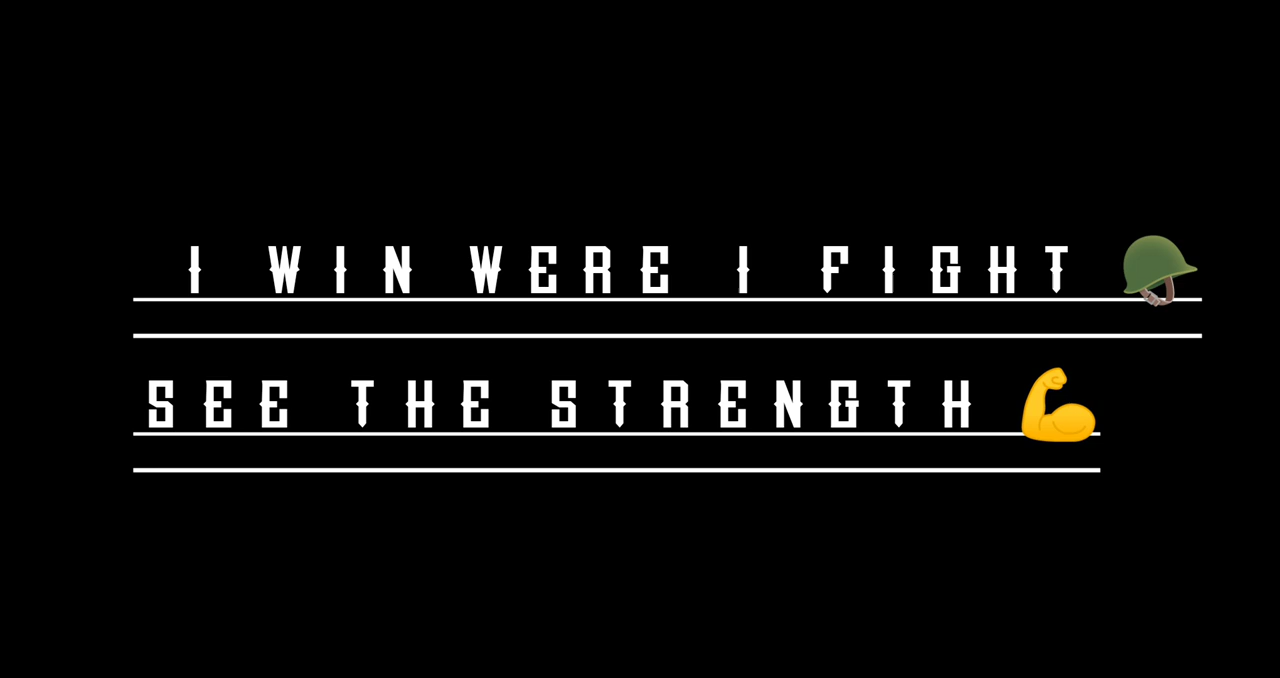 I WIN WERE I FIGHT 🪖
SEE THE STRENGTH 💪